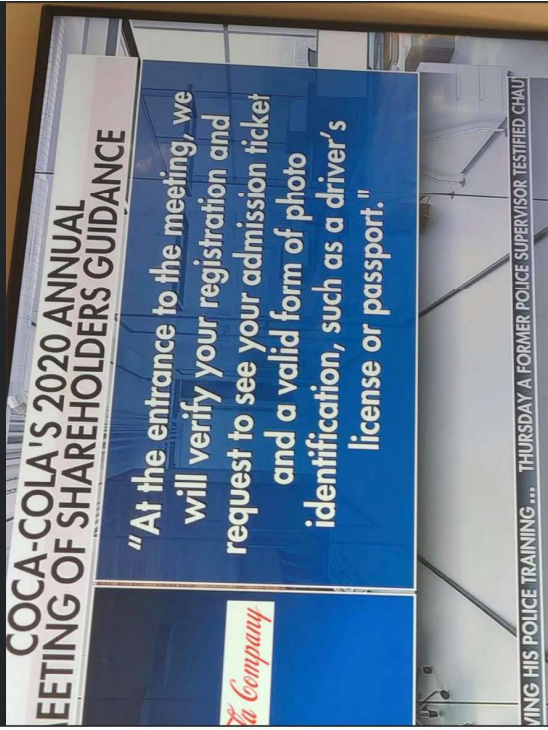 COCA-COLA'S 2020 ANNUAL
EETING OF SHAREHOLDERS GUIDANCE
"At the entrance to the meeting, we
will verify your registration and
request to see your admission ticket
and a valid form of photo
identification, such as a driver's
license or passport."
la Company
VING HIS POLICE TRAINING... THURSDAY A FORMER POLICE SUPERVISOR TESTIFIED CHAU